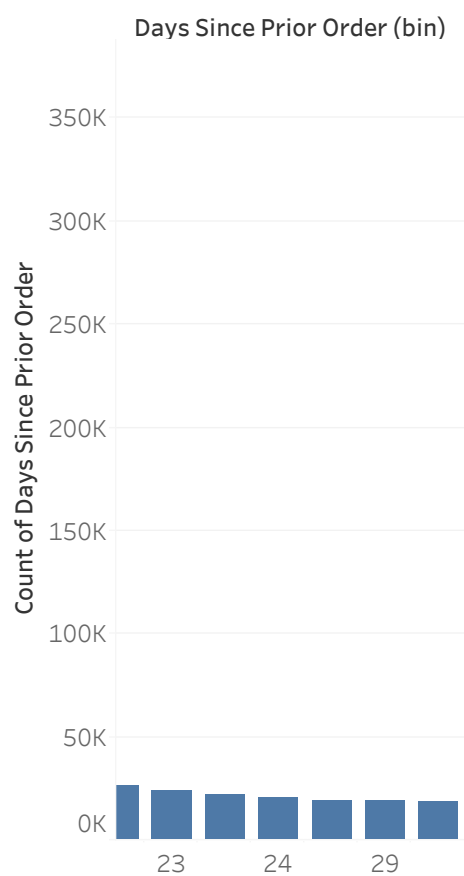 Days Since Prior Order (bin)
350K
300K
250K
200K
150K
100K
50K
0K
Count of Days Since Prior Order
23
24
29